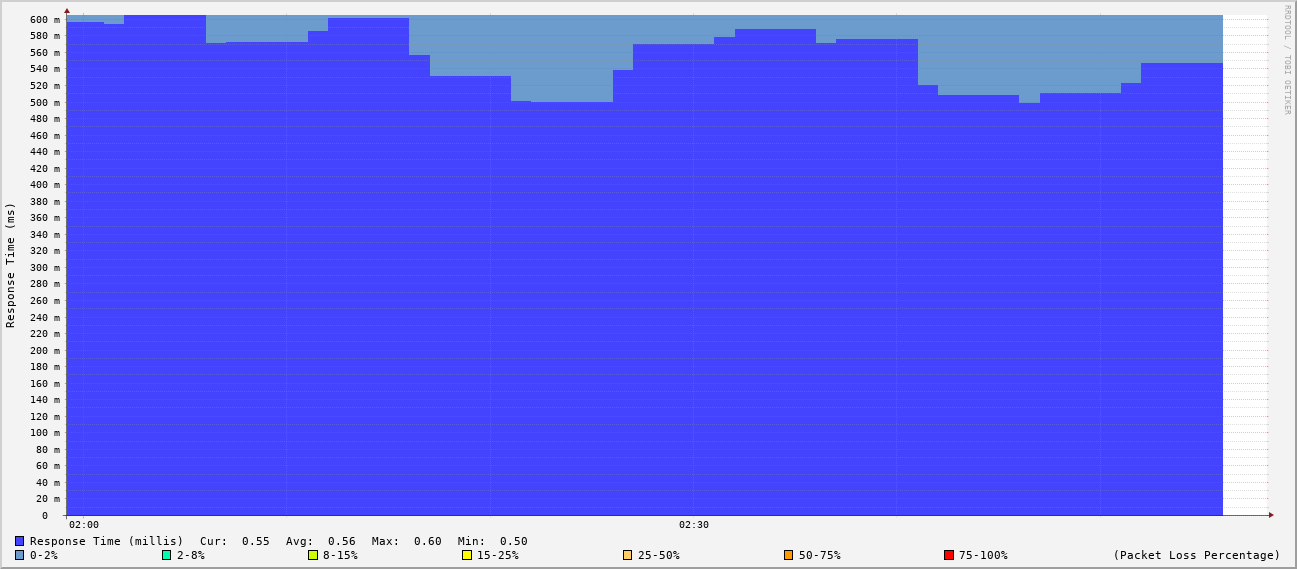 RRDTOOL / TOBI OETIKER
Response Time (ms)
600 m
580 m
560 m
540 m
520 m
500 m
480 m
460 m
440 m
420 m
400 m
380 m
360 m
340 m
320 m
300 m
280 m
260 m
240 m
220 m
200 m
180 m
160 m
140 m
120 m
100 m
80 m
60 m
40 m
20 m
0
02:00 02:30
Response Time (millis) Cur: 0.55 Avg: 0.56 Max: 0.60 Min: 0.50
0-2% 2-8% 8-15% 15-25% 25-50% 50-75% 75-100% (Packet Loss Percentage)